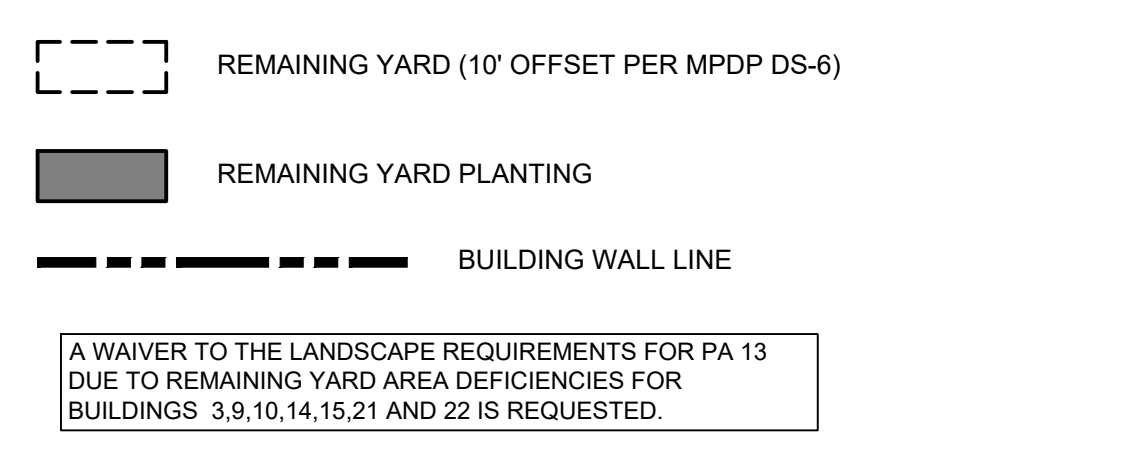 REMAINING YARD (10' OFFSET PER MPDP DS-6)
REMAINING YARD PLANTING
BUILDING WALL LINE
A WAIVER TO THE LANDSCAPE REQUIREMENTS FOR PA 13
DUE TO REMAINING YARD AREA DEFICIENCIES FOR
BUILDINGS  3,9,10,14,15,21 AND 22 IS REQUESTED.